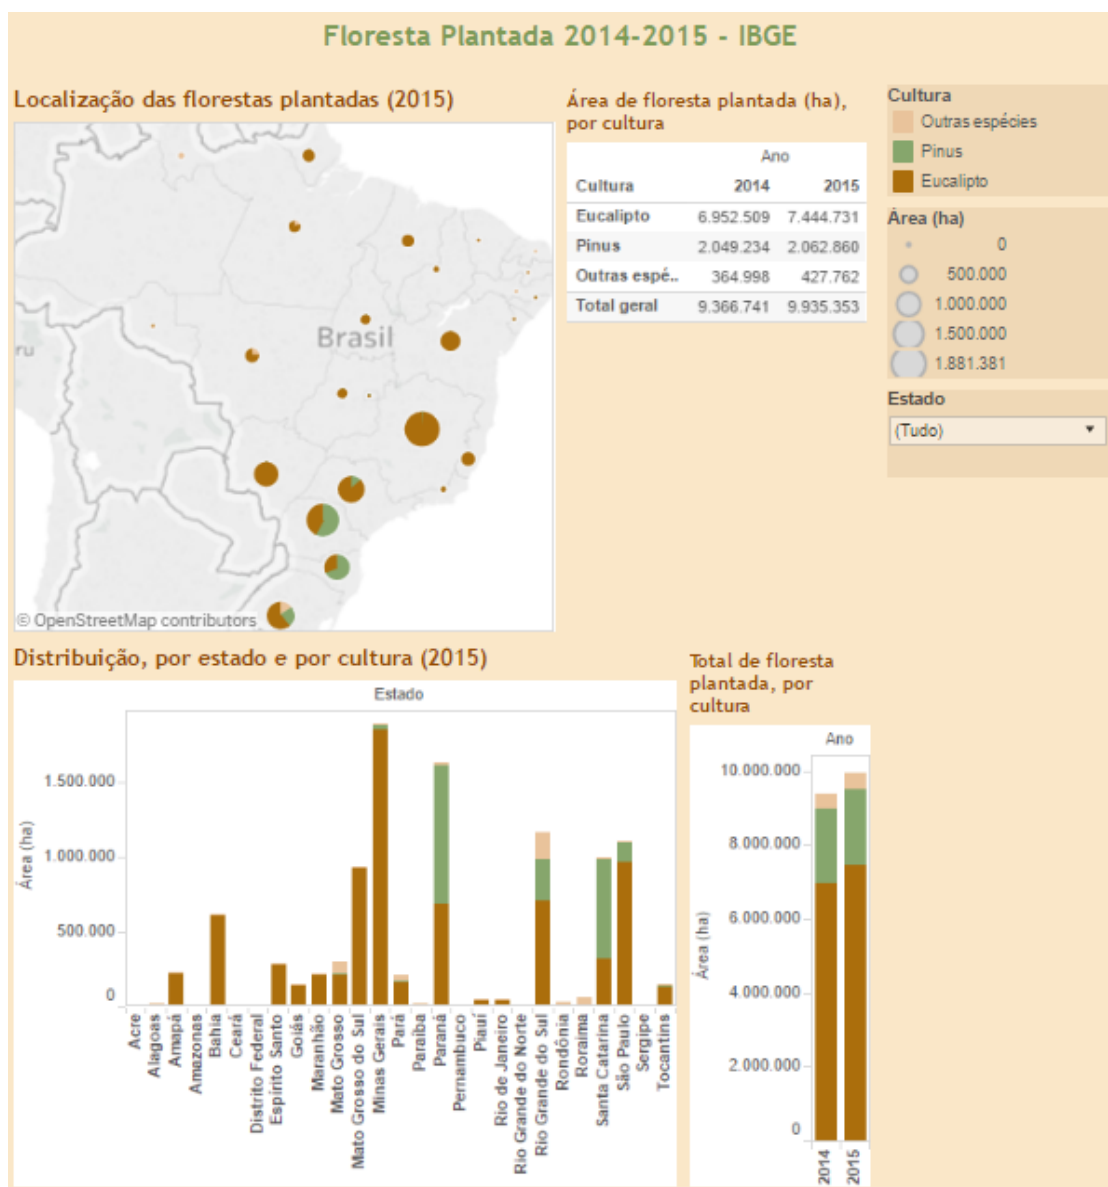 Floresta Plantada 2014-2015 - IBGE
Localização das florestas plantadas (2015)
Brasil
ru
© OpenStreetMap contributors
Área de floresta plantada (ha),
por cultura
Ano
Cultura 2014 2015
Eucalipto 6.952.509 7.444.731
Pinus 2.049.234 2.062.860
Outras espé.. 364.998 427.762
Total geral 9.366.741 9.935.353
Cultura
Outras espécies
Pinus
Eucalipto
Área (ha)
0
500.000
1.000.000
1.500.000
1.881.381
Estado
(Tudo)
Distribuição, por estado e por cultura (2015)
Estado
Área (ha)
1.500.000
1.000.000
500.000
0
Acre
Alagoas
Amapá
Amazonas
Bahia
Ceará
Distrito Federal
Espírito Santo
Goiás
Maranhão
Mato Grosso
Mato Grosso do Sul
Minas Gerais
Pará
Paraíba
Paraná
Pernambuco
Piauí
Rio de Janeiro
Rio Grande do Norte
Rio Grande do Sul
Rondônia
Roraima
Santa Catarina
São Paulo
Sergipe
Tocantins
Total de floresta
plantada, por
cultura
Ano
Área (ha)
10.000.000
8.000.000
6.000.000
4.000.000
2.000.000
0
2014
2015